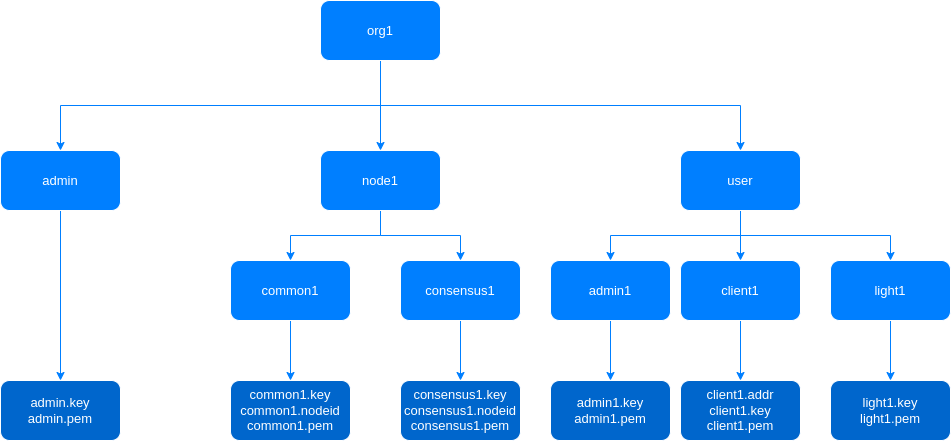 org1
admin
node1
user
common1
consensus1
admin1
client1
light1
admin.key
admin.pem
common1.key
common1.nodeid
common1.pem
consensus1.key
consensus1.nodeid
consensus1.pem
admin1.key
admin1.pem
client1.addr
client1.key
client1.pem
light1.key
light1.pem